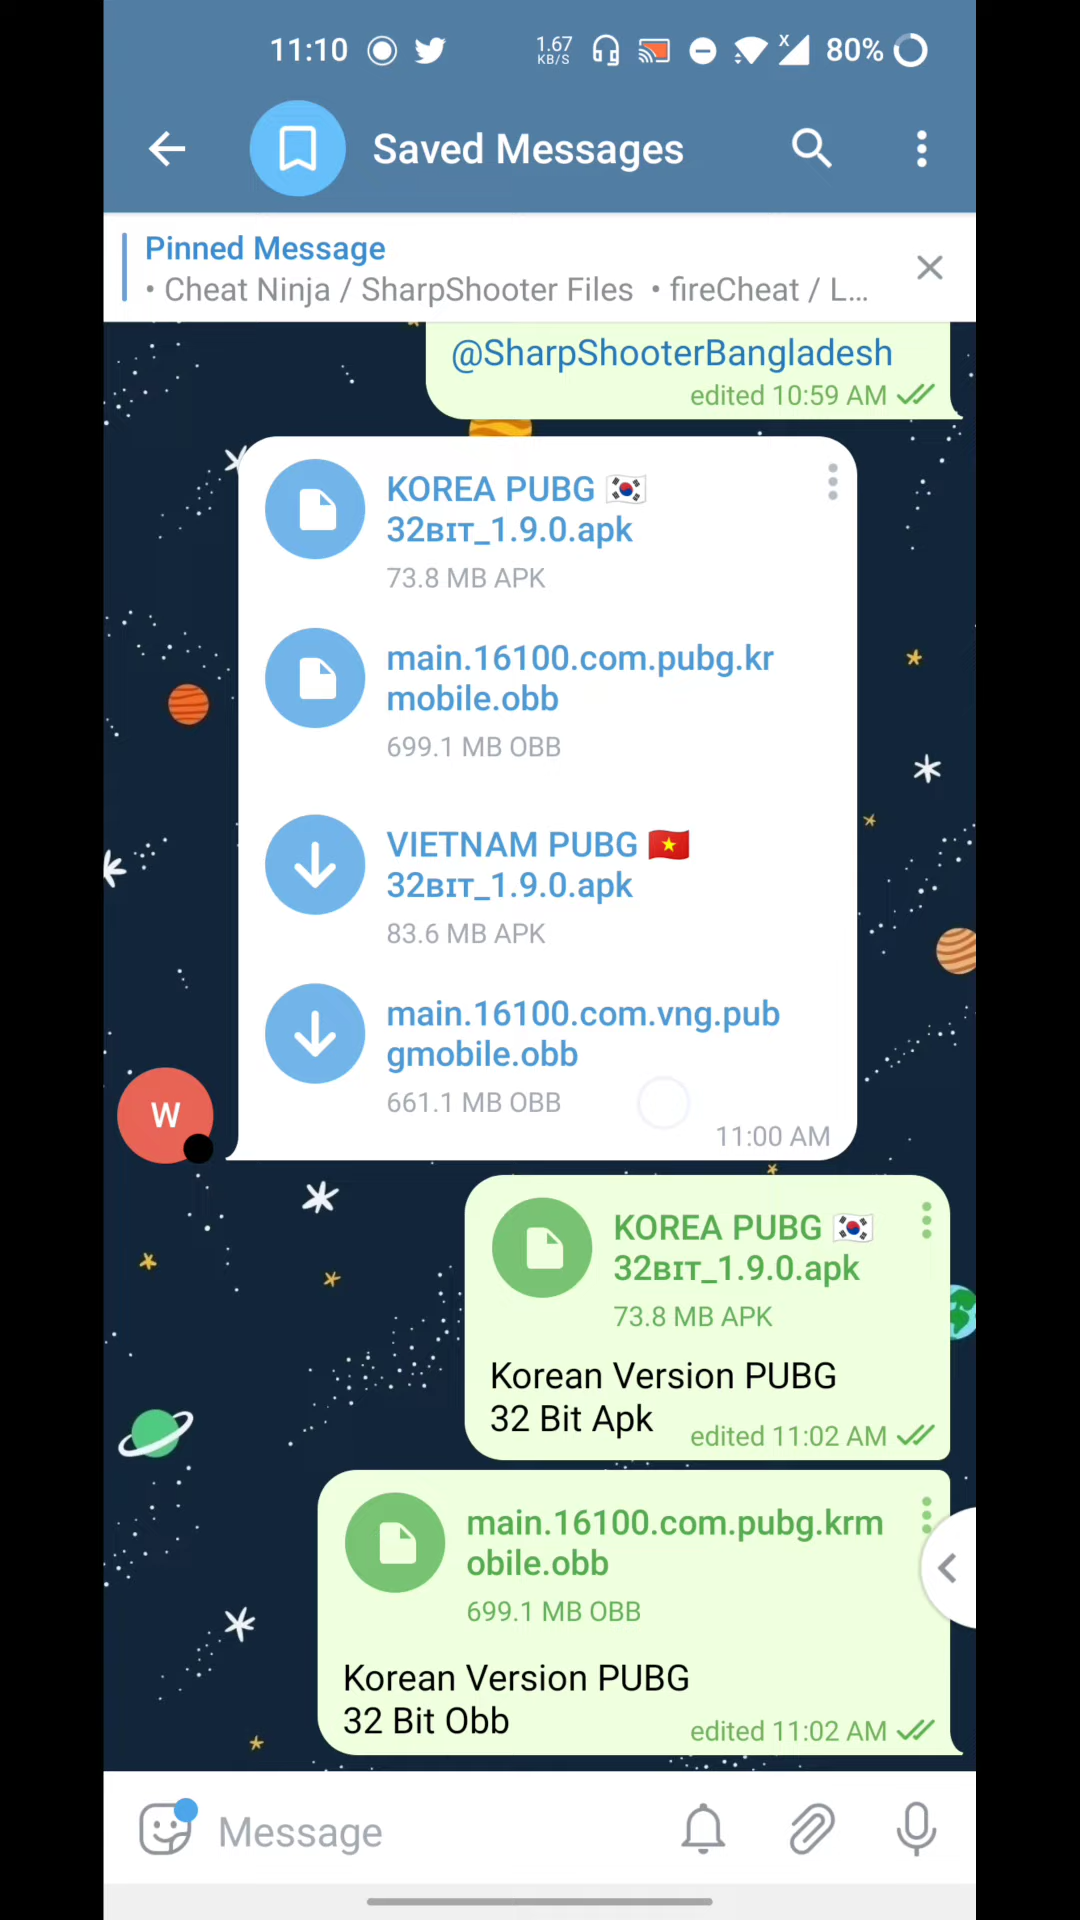 11:10
1.67
KB/S
X
80%
Saved Messages
Pinned Message
• Cheat Ninja / SharpShooter Files • fireCheat / L...
@SharpShooterBangladesh
edited 10:59 AM
KOREA PUBG 🇰🇷
32ʙɪᴛ_1.9.0.apk
73.8 MB APK
main.16100.com.pubg.kr
mobile.obb
699.1 MB OBB
VIETNAM PUBG 🇻🇳
32ʙɪᴛ_1.9.0.apk
83.6 MB APK
main.16100.com.vng.pub
gmobile.obb
661.1 MB OBB
11:00 AM
W
KOREA PUBG 🇰🇷
32ʙɪᴛ_1.9.0.apk
73.8 MB APK
Korean Version PUBG
32 Bit Apk
edited 11:02 AM
main.16100.com.pubg.krm
obile.obb
699.1 MB OBB
Korean Version PUBG
32 Bit Obb
edited 11:02 AM
Message